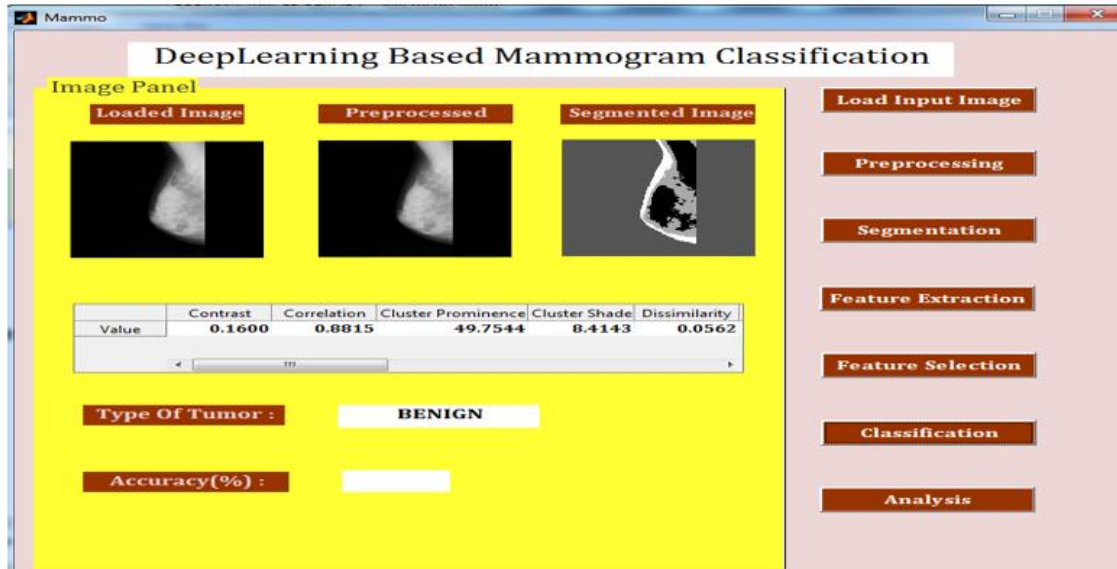 Mammo
DeepLearning Based Mammogram Classification
Image Panel
Loaded Image
Preprocessed
Segmented Image
Contrast Correlation Cluster Prominence Cluster Shade Dissimilarity
Value 0.1600 0.8815 49.7544 8.4143 0.0562
Type Of Tumor : BENIGN
Accuracy(%) :
Load Input Image
Preprocessing
Segmentation
Feature Extraction
Feature Selection
Classification
Analysis